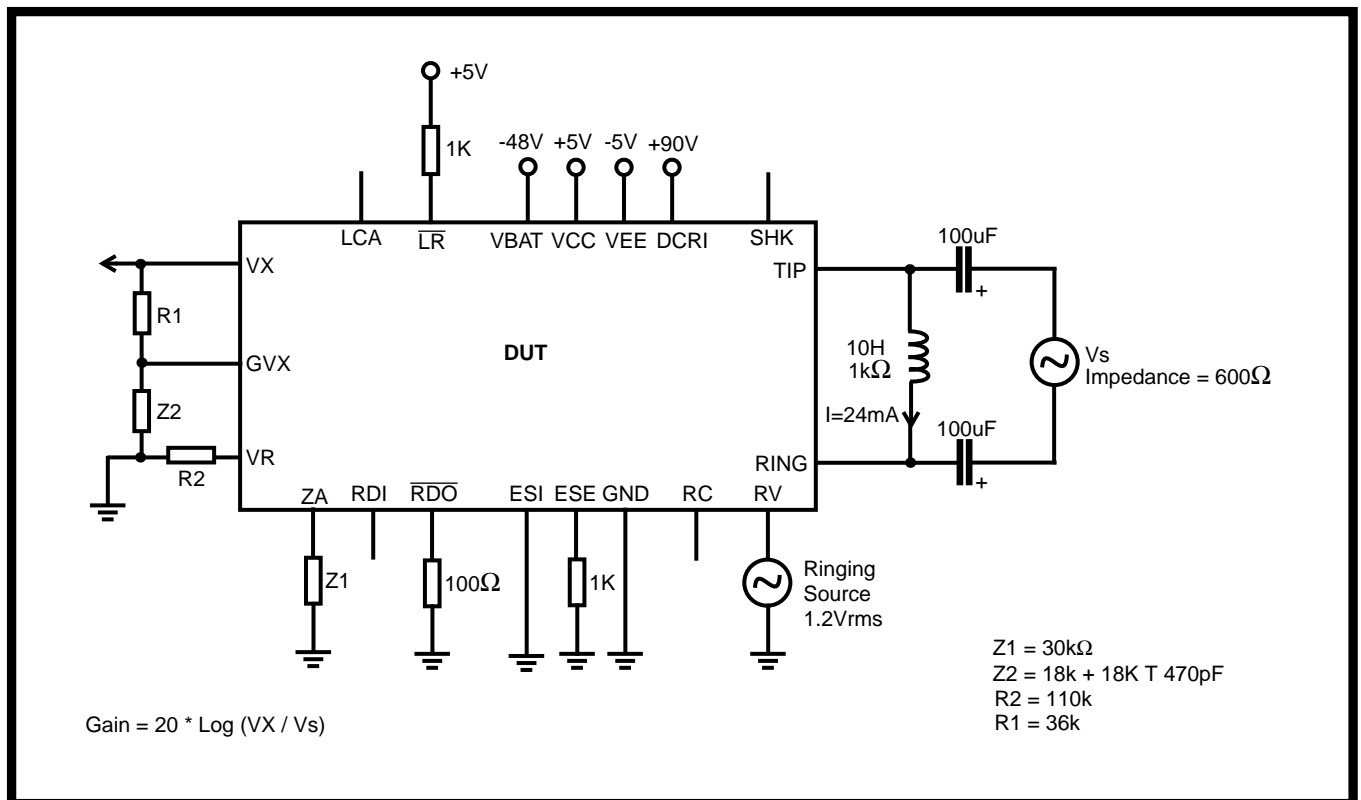 +5V
1K
-48V +5V -5V +90V
LCA LR VBAT VCC VEE DCRI SHK
100uF
VX
TIP
+
R1
DUT
10H
1kΩ
Vs
Impedance = 600Ω
GVX
Z2
I=24mA
100uF
VR
RING
R2
+
ZA RDI RDO ESI ESE GND RC RV
Z1
100Ω
1K
Ringing
Source
1.2Vrms
Z1 = 30kΩ
Z2 = 18k + 18K T 470pF
R2 = 110k
R1 = 36k
Gain = 20 * Log (VX / Vs)